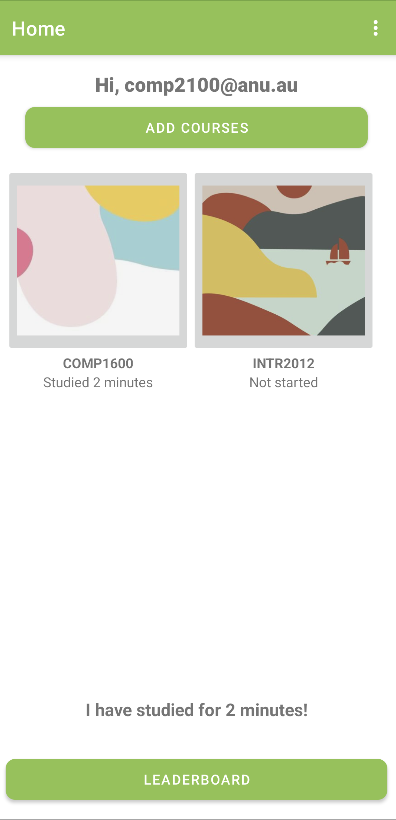 Home
Hi, comp2100@anu.au
ADD COURSES
COMP1600
Studied 2 minutes
INTR2012
Not started
I have studied for 2 minutes!
LEADERBOARD